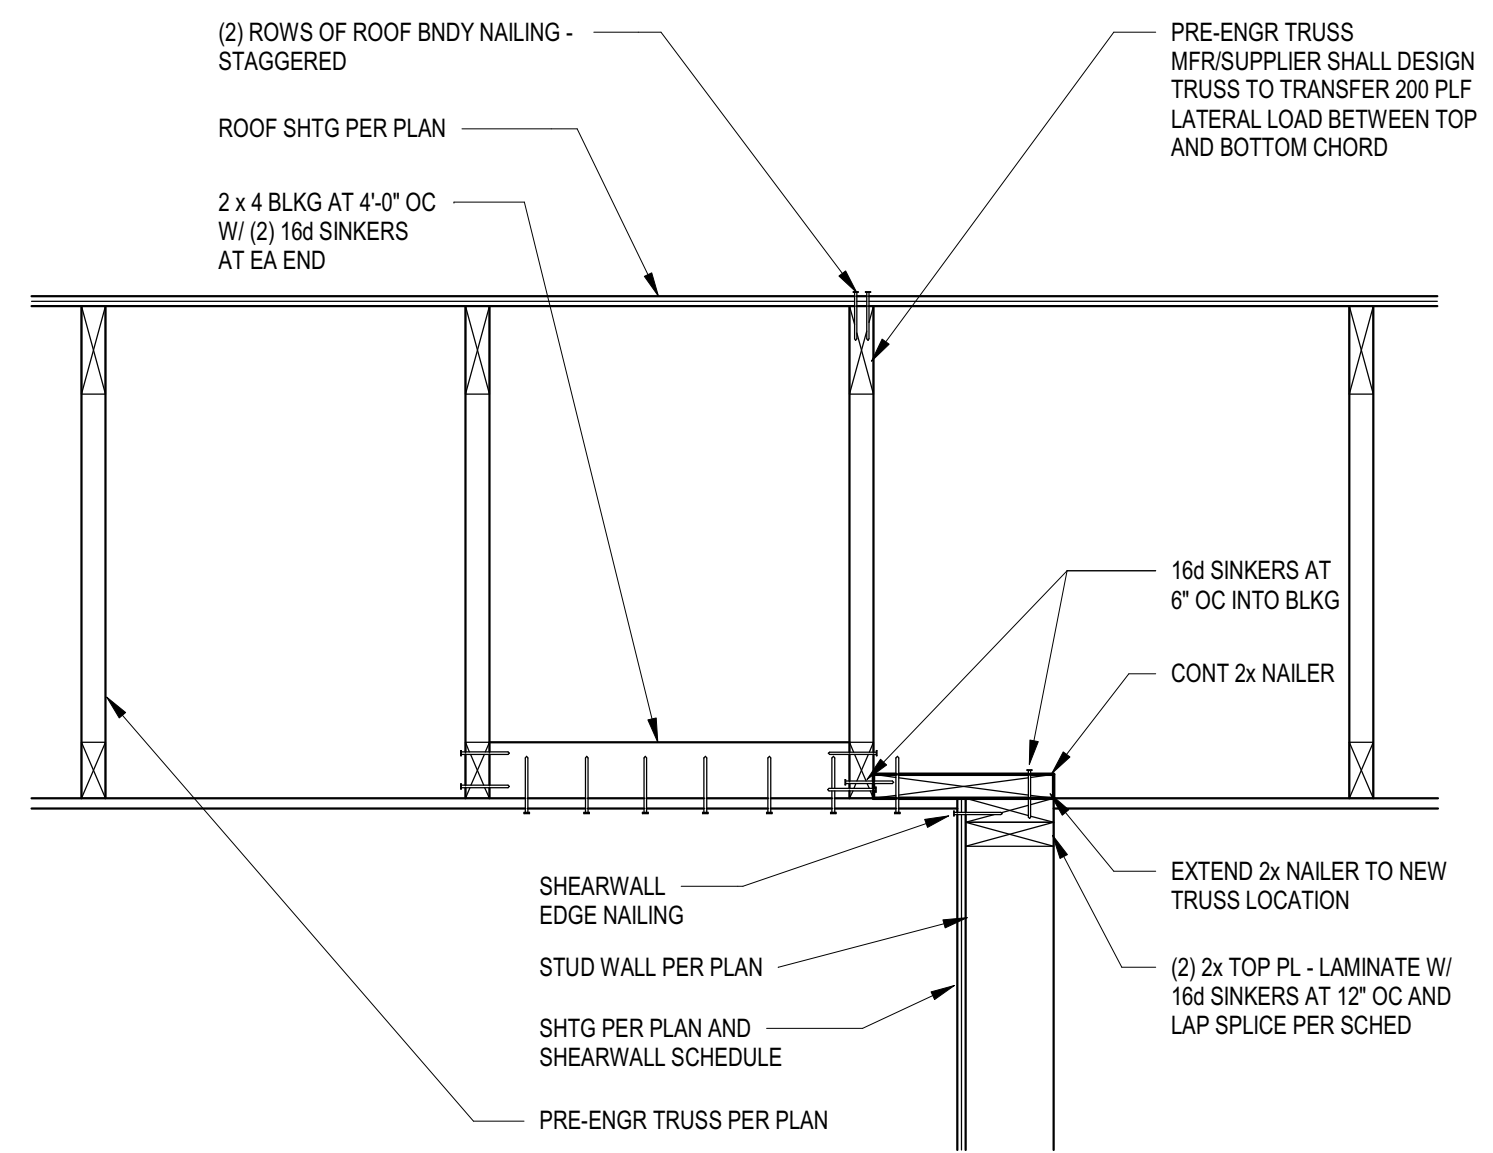 (2) ROWS OF ROOF BNDY NAILING -
STAGGERED
ROOF SHTG PER PLAN
2 x 4 BLKG AT 4'-0" OC
W/ (2) 16d SINKERS
AT EA END
PRE-ENGR TRUSS
MFR/SUPPLIER SHALL DESIGN
TRUSS TO TRANSFER 200 PLF
LATERAL LOAD BETWEEN TOP
AND BOTTOM CHORD
16d SINKERS AT
6" OC INTO BLKG
CONT 2x NAILER
EXTEND 2x NAILER TO NEW
TRUSS LOCATION
(2) 2x TOP PL - LAMINATE W/
16d SINKERS AT 12" OC AND
LAP SPLICE PER SCHED
SHEARWALL
EDGE NAILING
STUD WALL PER PLAN
SHTG PER PLAN AND
SHEARWALL SCHEDULE
PRE-ENGR TRUSS PER PLAN